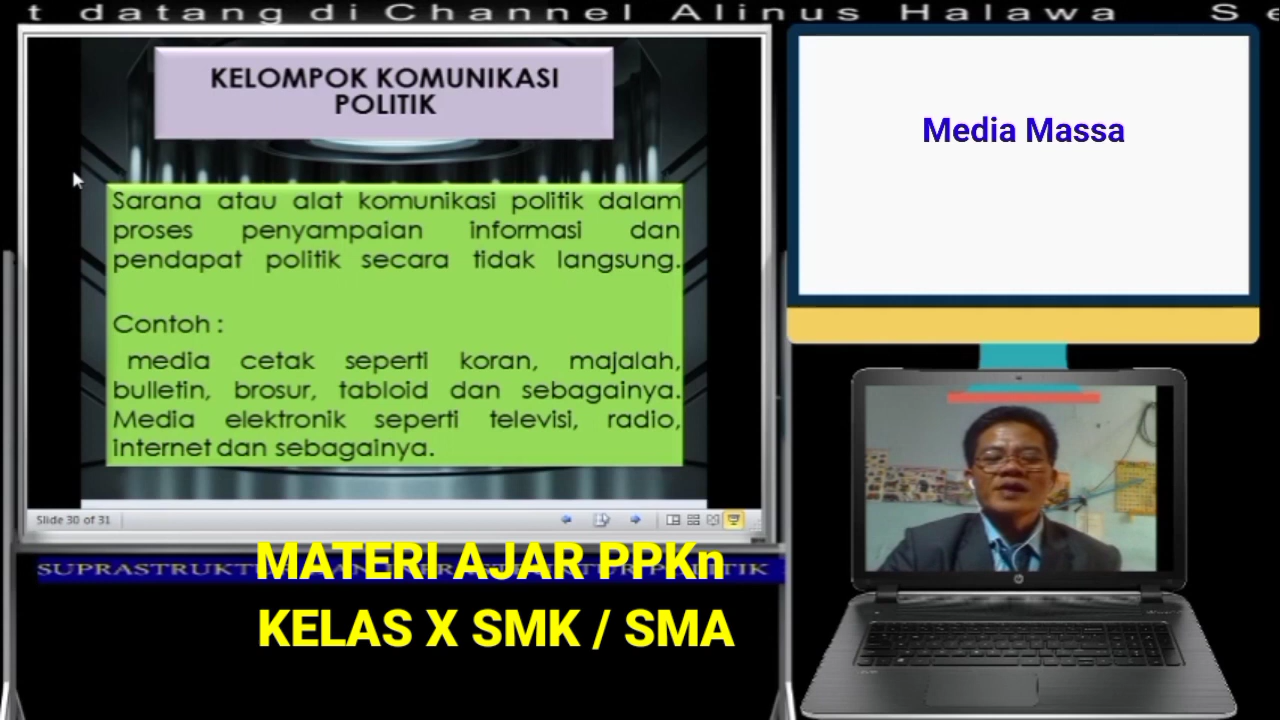 t datang di Channel Alinus Halawa Se
KELOMPOK KOMUNIKASI
POLITIK
Sarana atau alat komunikasi politik dalam
proses penyampaian informasi dan
pendapat politik secara tidak langsung.
Contoh :
media cetak seperti koran, majalah,
bulletin, brosur, tabloid dan sebagainya.
Media elektronik seperti televisi, radio,
internet dan sebagainya.
Slide 30 of 31
Media Massa
MATERI AJAR PPKn
KELAS X SMK / SMA